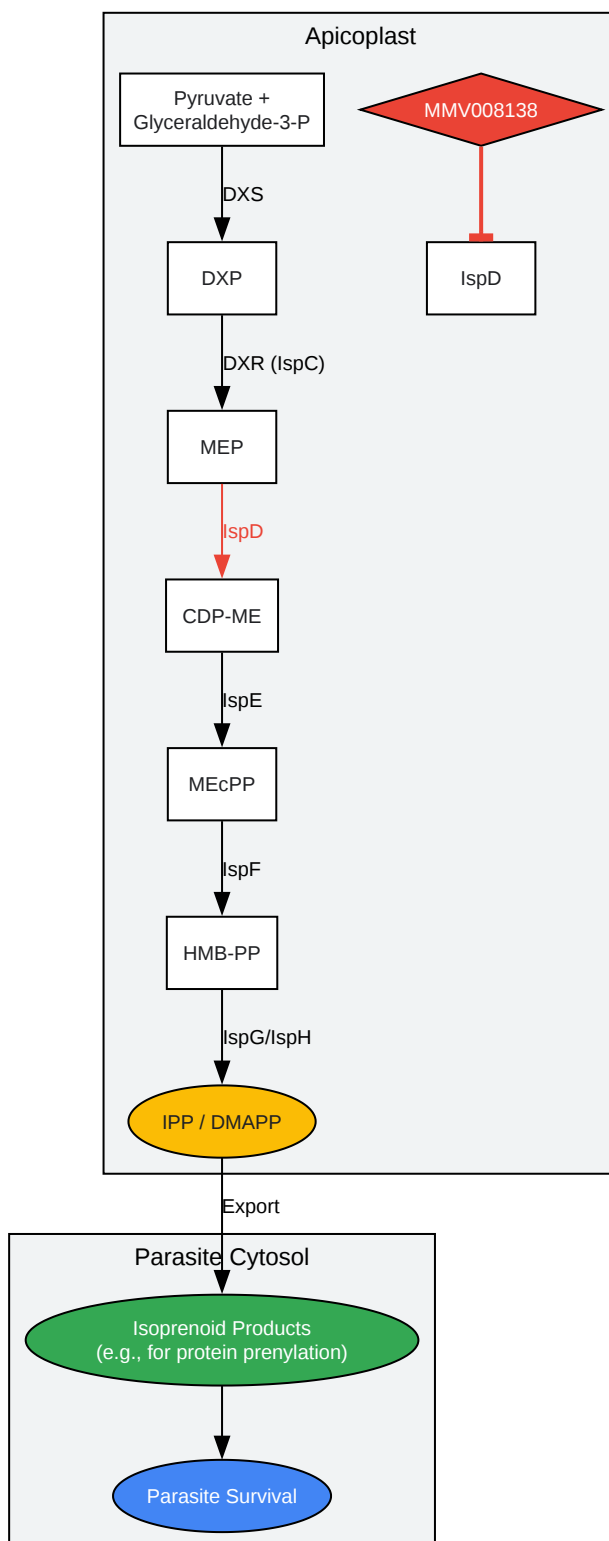 Apicoplast
Pyruvate +
Glyceraldehyde-3-P
MMV008138
DXS
DXP
IspD
DXR (IspC)
MEP
IspD
CDP-ME
IspE
MEcPP
IspF
HMB-PP
IspG/IspH
IPP / DMAPP
Export
Parasite Cytosol
Isoprenoid Products
(e.g., for protein prenylation)
Parasite Survival